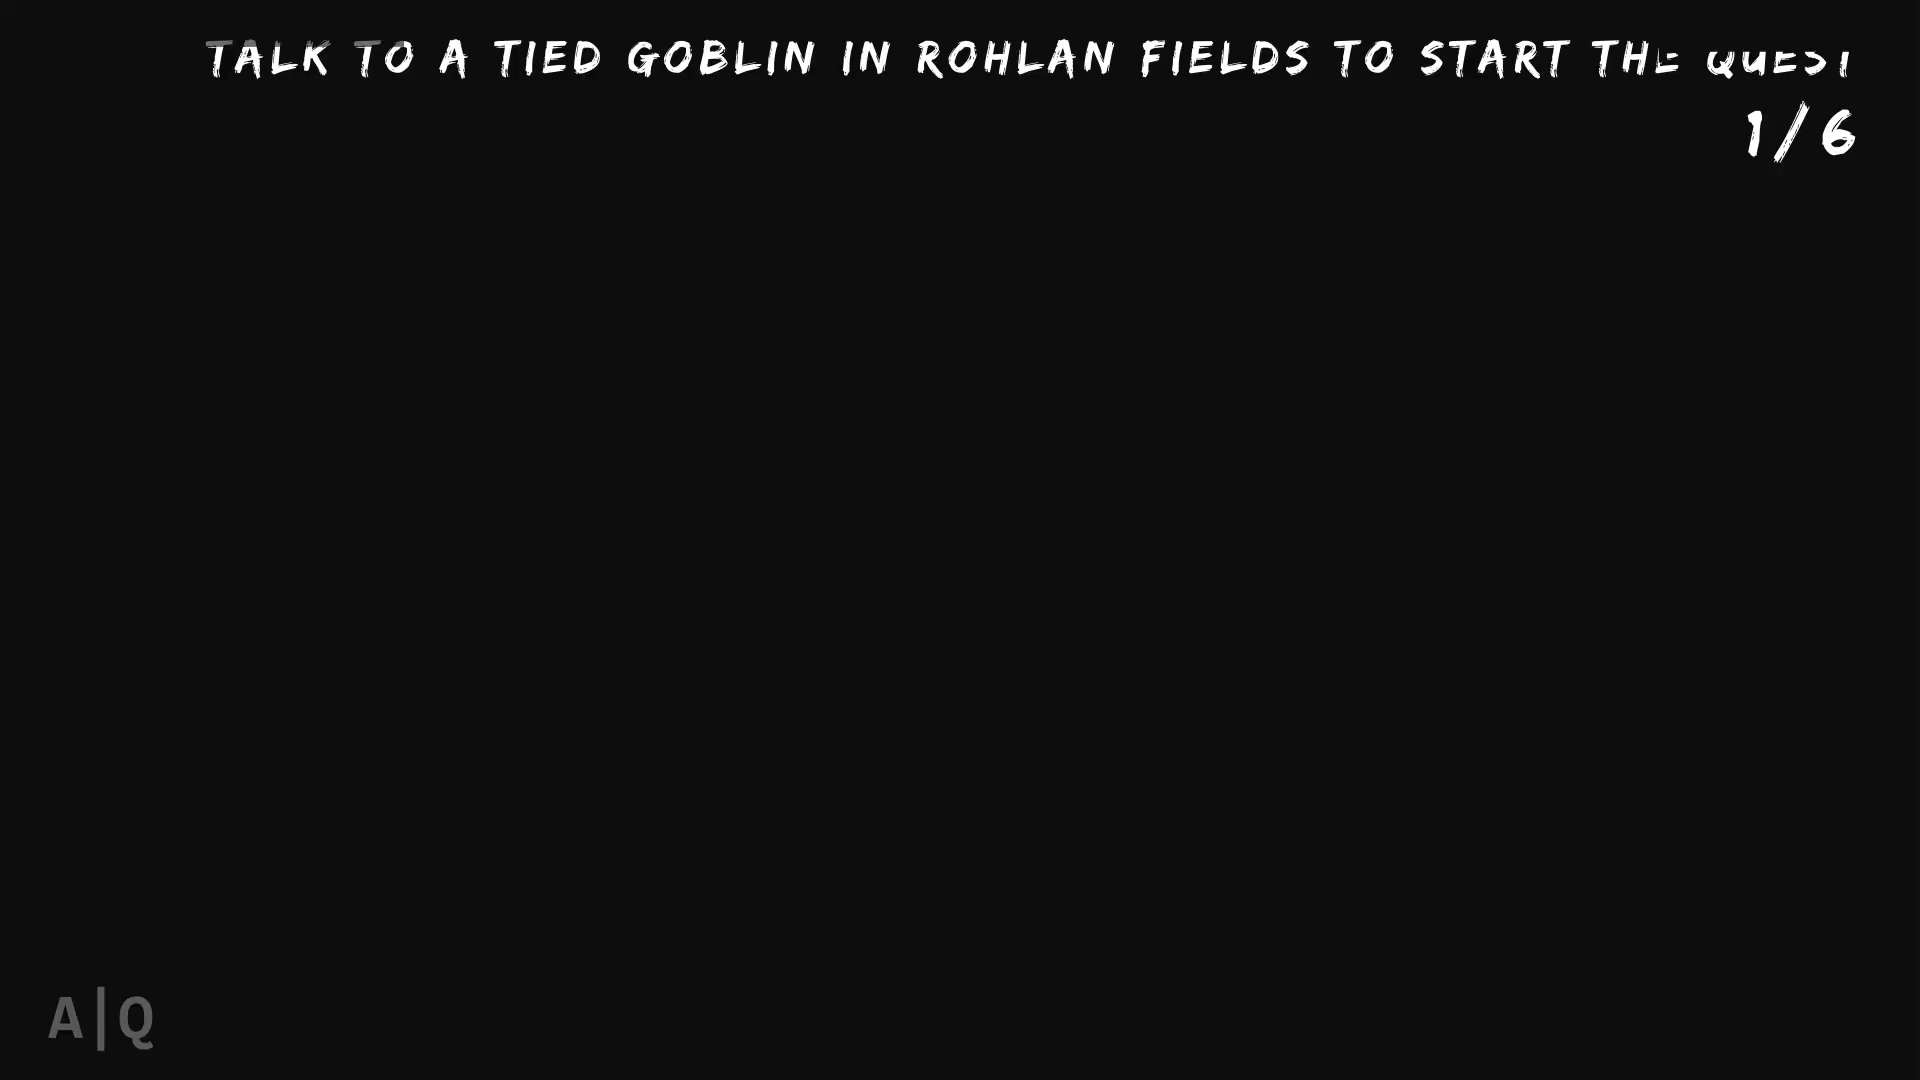 TALK TO A TIED GOBLIN IN ROHLAN FIELDS TO START THE QUEST
1/6
A|Q